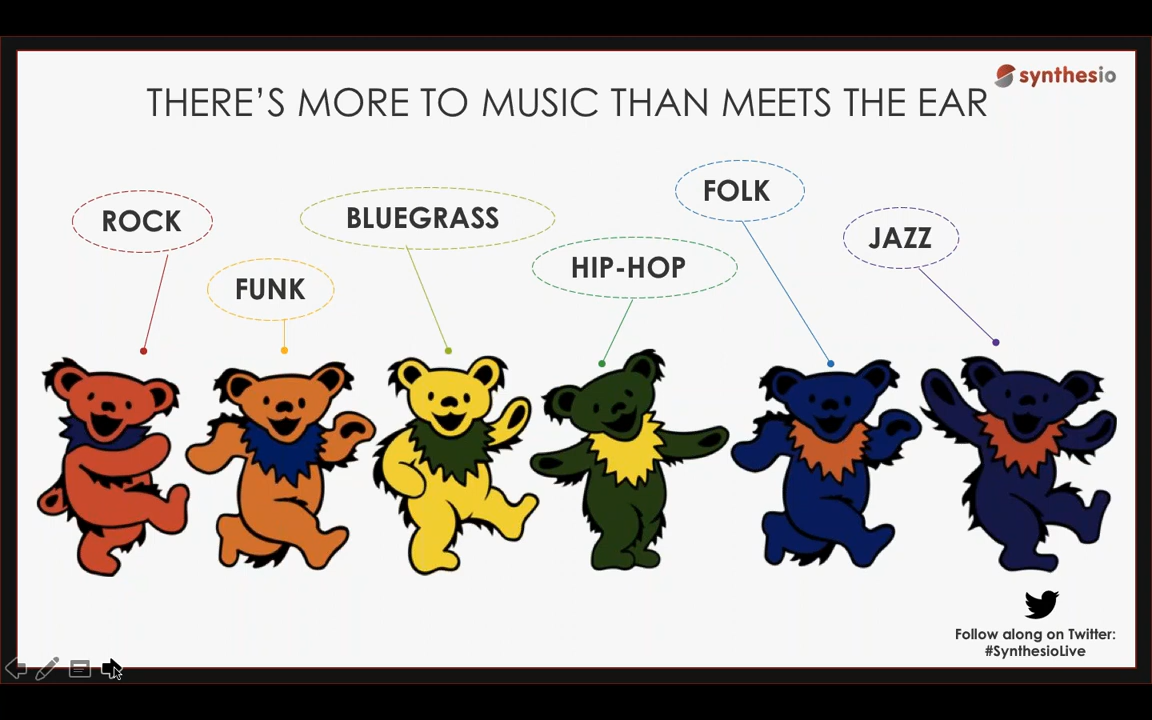 synthesio
THERE'S MORE TO MUSIC THAN MEETS THE EAR
ROCK
FUNK
BLUEGRASS
HIP-HOP
FOLK
JAZZ
Follow along on Twitter:
#SynthesioLive